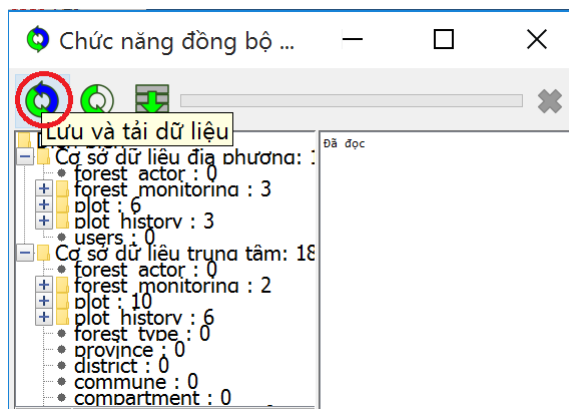 Chức năng đồng bộ ...
Lưu và tải dữ liệu
Cơ sở dữ liệu địa phương:
forest_actor : 0
forest_monitoring : 3
plot : 6
plot_history : 3
users : 0
Cơ sở dữ liệu trung tâm: 18
forest_actor : 0
forest_monitoring : 2
plot : 10
plot_history : 6
forest_type : 0
province : 0
district : 0
commune : 0
compartment : 0
Đã đọc